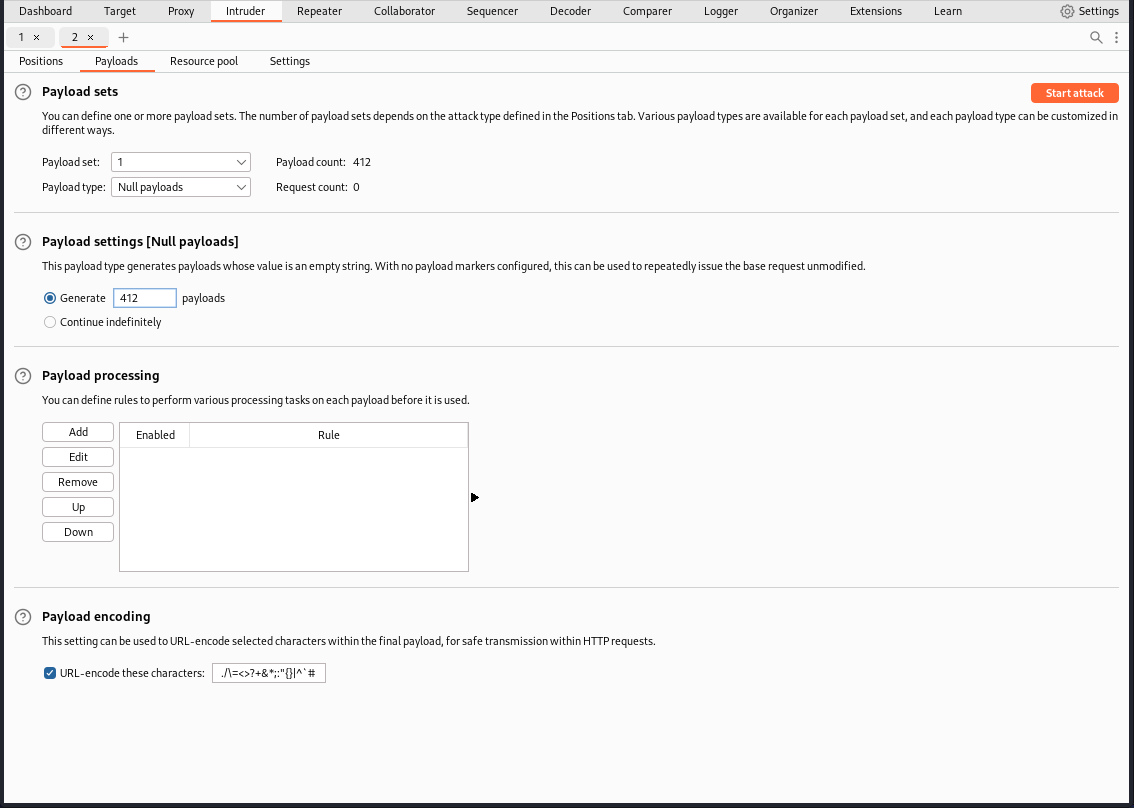 Dashboard Target Proxy Intruder Repeater Collaborator Sequencer Decoder Comparer Logger Organizer Extensions Learn Settings
1 × 2 × +
Positions Payloads Resource pool Settings
? Payload sets Start attack
You can define one or more payload sets. The number of payload sets depends on the attack type defined in the Positions tab. Various payload types are available for each payload set, and each payload type can be customized in
different ways.
Payload set: 1 Payload count: 412
Payload type: Null payloads Request count: 0
? Payload settings [Null payloads]
This payload type generates payloads whose value is an empty string. With no payload markers configured, this can be used to repeatedly issue the base request unmodified.
Generate 412 payloads
Continue indefinitely
? Payload processing
You can define rules to perform various processing tasks on each payload before it is used.
Add Enabled Rule
Edit
Remove
Up
Down
? Payload encoding
This setting can be used to URL-encode selected characters within the final payload, for safe transmission within HTTP requests.
URL-encode these characters: ./\=<>?+&*;:"{}|^`#